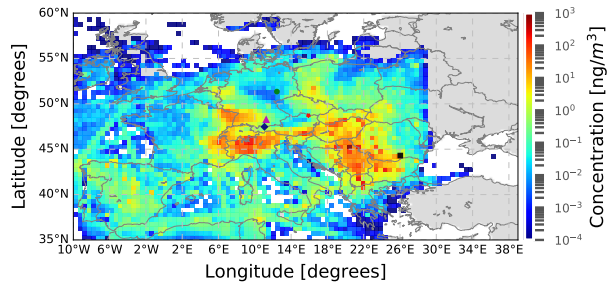 60°N
55°N
50°N
45°N
40°N
35°N
Latitude [degrees]
10°W 6°W 2°W 2°E 6°E 10°E 14°E 18°E 22°E 26°E 30°E 34°E 38°E
Longitude [degrees]
10³
10²
10¹
10⁰
10⁻¹
10⁻²
10⁻³
10⁻⁴
Concentration [ng/m³]